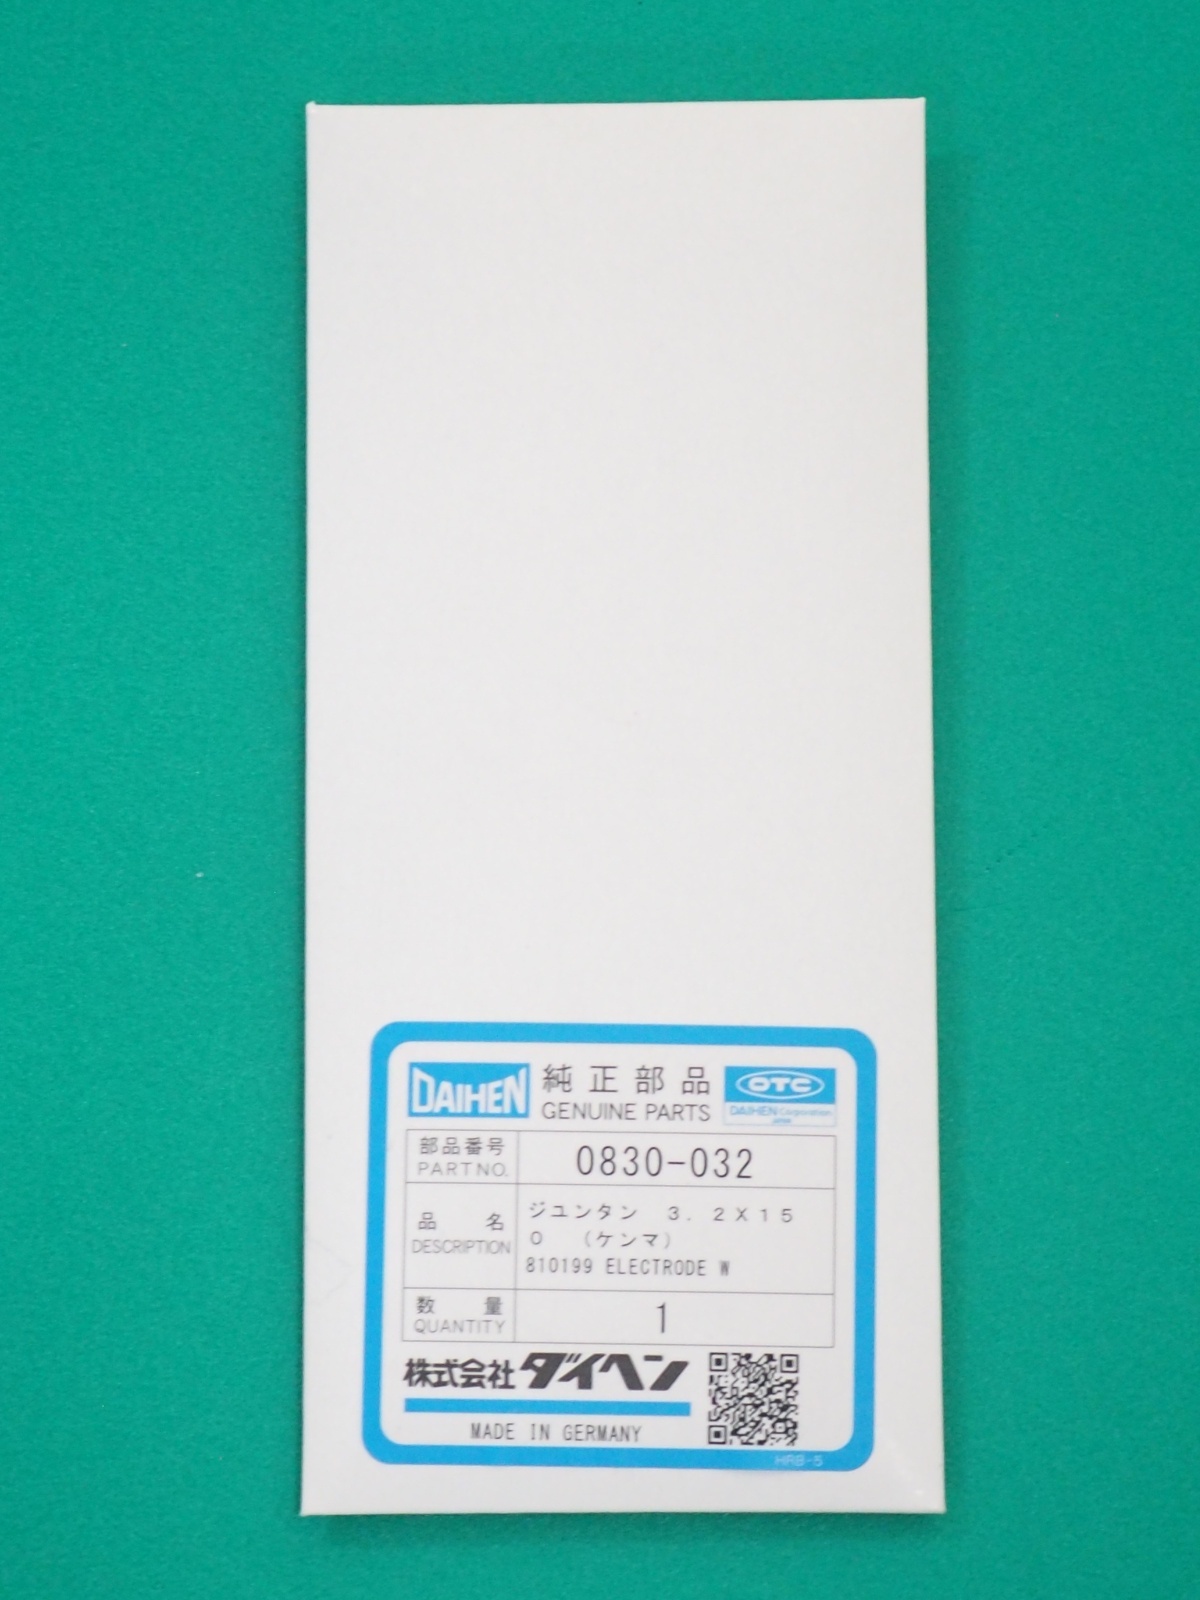 DAIHEN 純正部品 OTC
GENUINE PARTS DAIHEN Corporation
JAPAN
部品番号 0830-032
PART NO.
品名 ジユンタン 3.2X15
0 (ケンマ)
DESCRIPTION
810199 ELECTRODE W
数量 1
QUANTITY
株式会社ダイヘン
MADE IN GERMANY
HRB-5